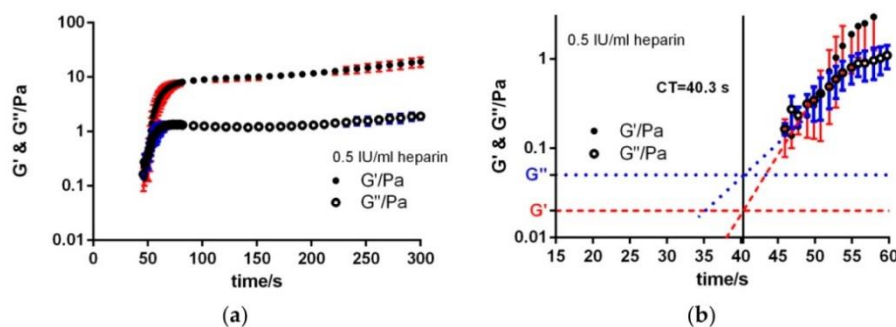 100
10
1
0.1
0.01
G' & G"/Pa
0.5 IU/ml heparin
G'/Pa
G"/Pa
0 50 100 150 200 250 300
time/s
(a)
0.5 IU/ml heparin
CT=40.3 s
G'/Pa
G"/Pa
1
0.1
0.01
G' & G"/Pa
G"
G'
15 20 25 30 35 40 45 50 55 60
time/s
(b)